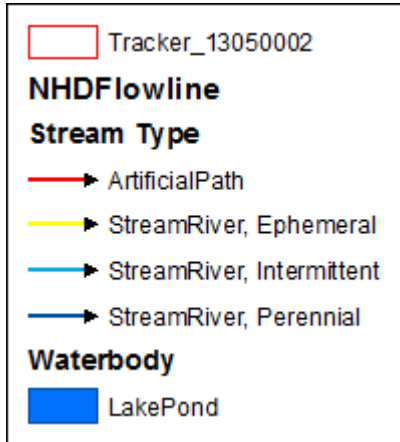 Tracker_13050002
NHDFlowline
Stream Type
ArtificialPath
StreamRiver, Ephemeral
StreamRiver, Intermittent
StreamRiver, Perennial
Waterbody
LakePond